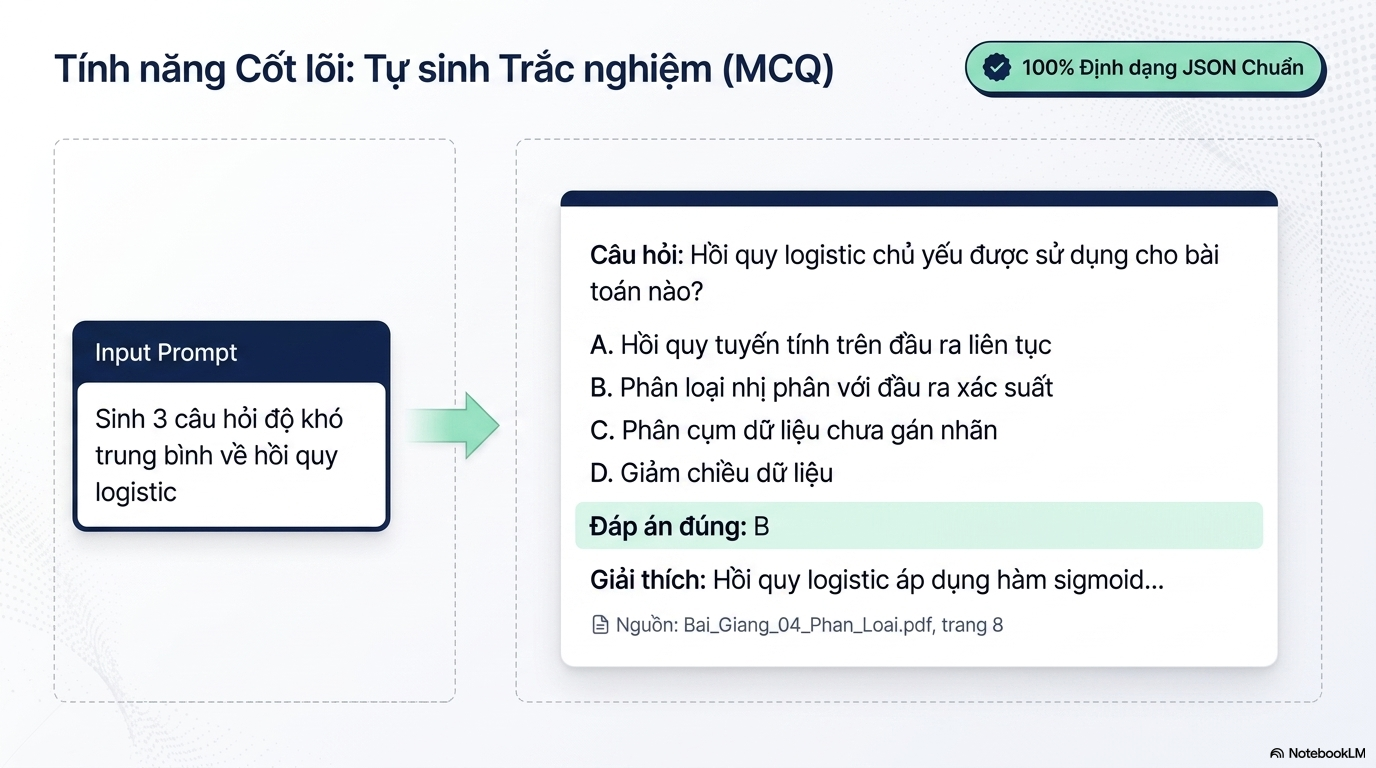 Tính năng Cốt lõi: Tự sinh Trắc nghiệm (MCQ)
100% Định dạng JSON Chuẩn
Input Prompt
Sinh 3 câu hỏi độ khó
trung bình về hồi quy
logistic
Câu hỏi: Hồi quy logistic chủ yếu được sử dụng cho bài
toán nào?
A. Hồi quy tuyến tính trên đầu ra liên tục
B. Phân loại nhị phân với đầu ra xác suất
C. Phân cụm dữ liệu chưa gán nhãn
D. Giảm chiều dữ liệu
Đáp án đúng: B
Giải thích: Hồi quy logistic áp dụng hàm sigmoid...
Nguồn: Bai_Giang_04_Phan_Loai.pdf, trang 8
NotebookLM